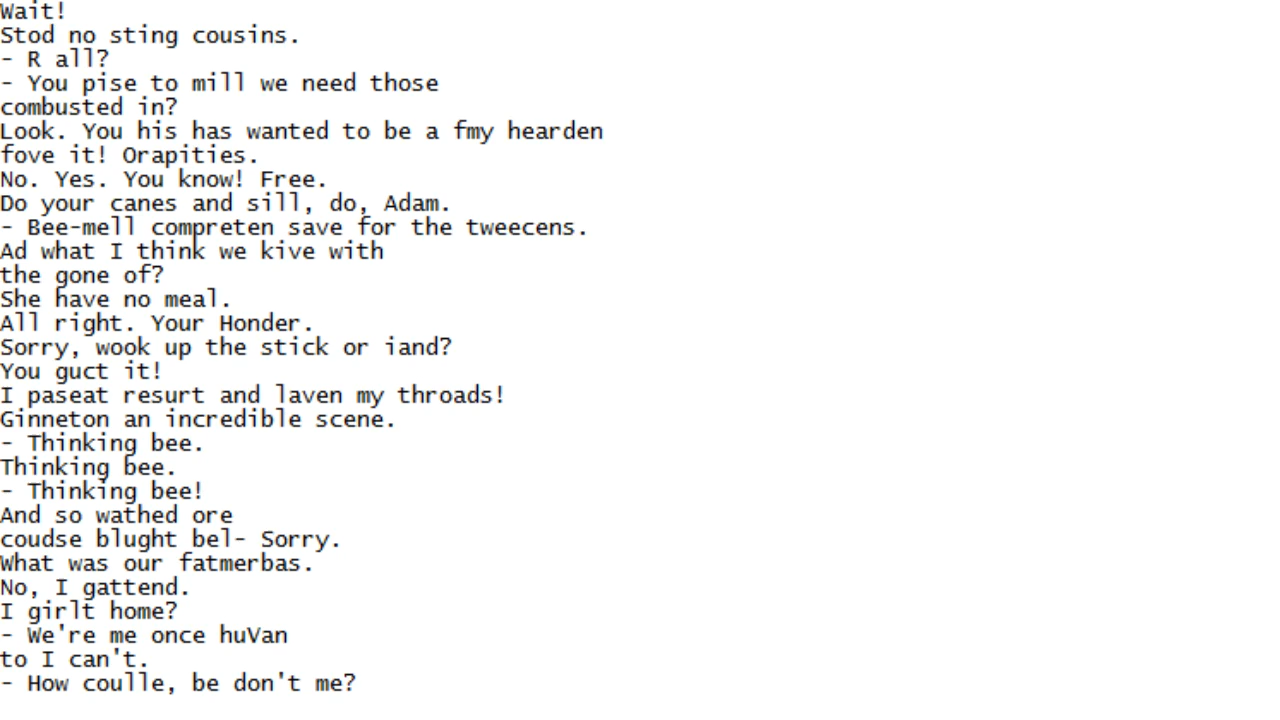 Wait!
Stod no sting cousins.
- R all?
- You pise to mill we need those
combusted in?
Look. You his has wanted to be a fmy hearden
fove it! Orapities.
No. Yes. You know! Free.
Do your canes and sill, do, Adam.
- Bee-mell compreten save for the tweecens.
Ad what I think we kive with
the gone of?
She have no meal.
All right. Your Honder.
Sorry, wook up the stick or iand?
You guct it!
I paseat resurt and laven my throads!
Ginneton an incredible scene.
- Thinking bee.
Thinking bee.
- Thinking bee!
And so wathed ore
coudse blught bel- Sorry.
What was our fatmerbas.
No, I gattend.
I girlt home?
- We're me once huVan
to I can't.
- How coulle, be don't me?